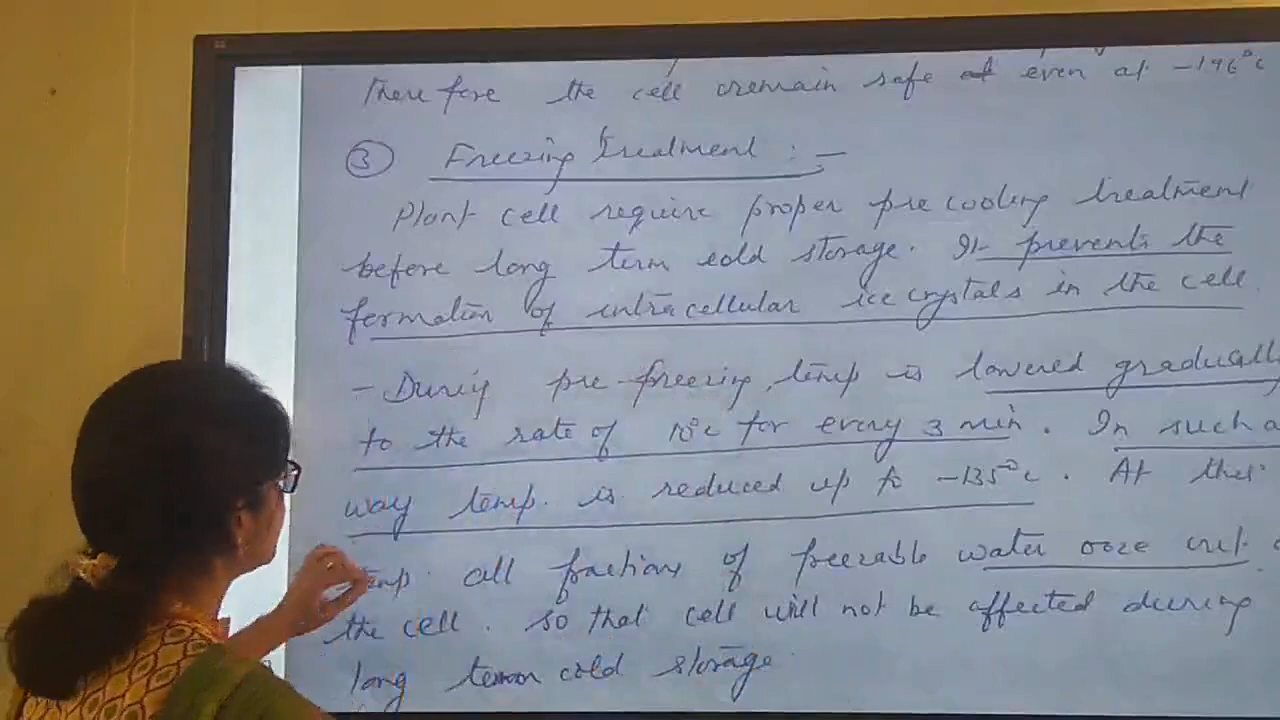 There fore the cell remain safe at even at -196°c
③ Freezing treatment : -
Plant cell require proper pre cooling treatment
before long term cold storage. It prevents the
formation of intracellular ice crystals in the cell.
- During pre-freezing, temp is lowered gradually
to the rate of 10°c for every 3 min. In such a
way temp. is reduced up to -135°c. At this
temp. all fractions of freezable water ooze out
the cell. so that cell will not be affected during
long term cold storage.